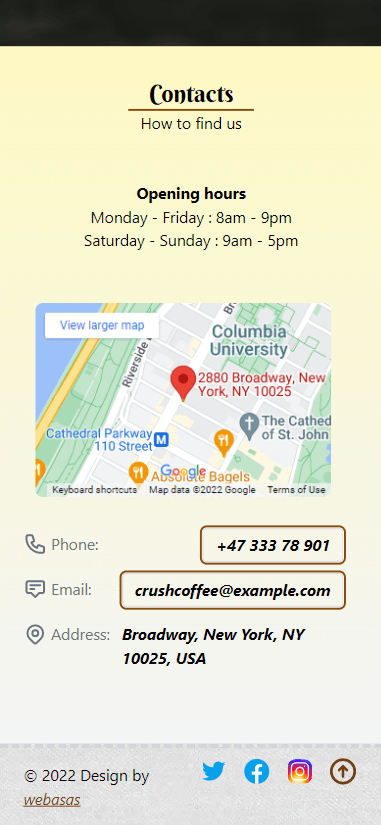 Contacts
How to find us
Opening hours
Monday - Friday : 8am - 9pm
Saturday - Sunday : 9am - 5pm
View larger map
Columbia
University
Riverside
2880 Broadway, New
York, NY 10025
The Cathed
of St. John
Cathedral Parkway
110 Street
M
Google
Absolute Bagels
Keyboard shortcuts Map data ©2022 Google Terms of Use
Phone: +47 333 78 901
Email: crushcoffee@example.com
Address: Broadway, New York, NY
10025, USA
© 2022 Design by
webasas